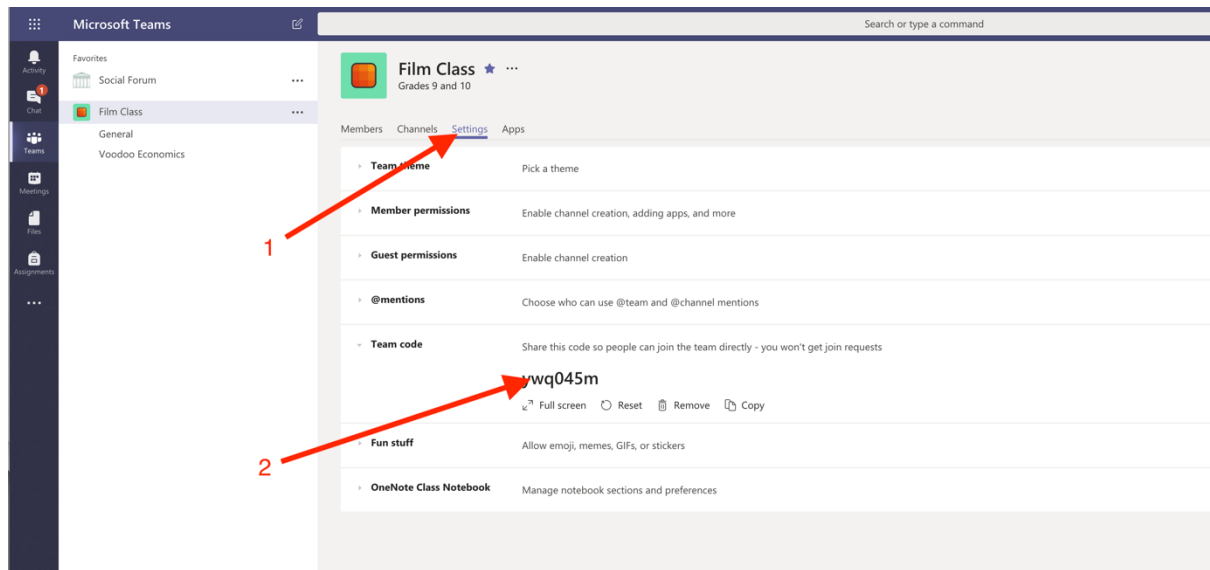 Microsoft Teams
Search or type a command
Activity
1
Chat
Teams
Meetings
Files
Assignments
Favorites
Social Forum
Film Class
General
Voodoo Economics
Film Class
Grades 9 and 10
Members Channels Settings Apps
1
Team theme Pick a theme
Member permissions Enable channel creation, adding apps, and more
Guest permissions Enable channel creation
@mentions Choose who can use @team and @channel mentions
Team code Share this code so people can join the team directly - you won't get join requests
ywq045m
Full screen Reset Remove Copy
2
Fun stuff Allow emoji, memes, GIFs, or stickers
OneNote Class Notebook Manage notebook sections and preferences